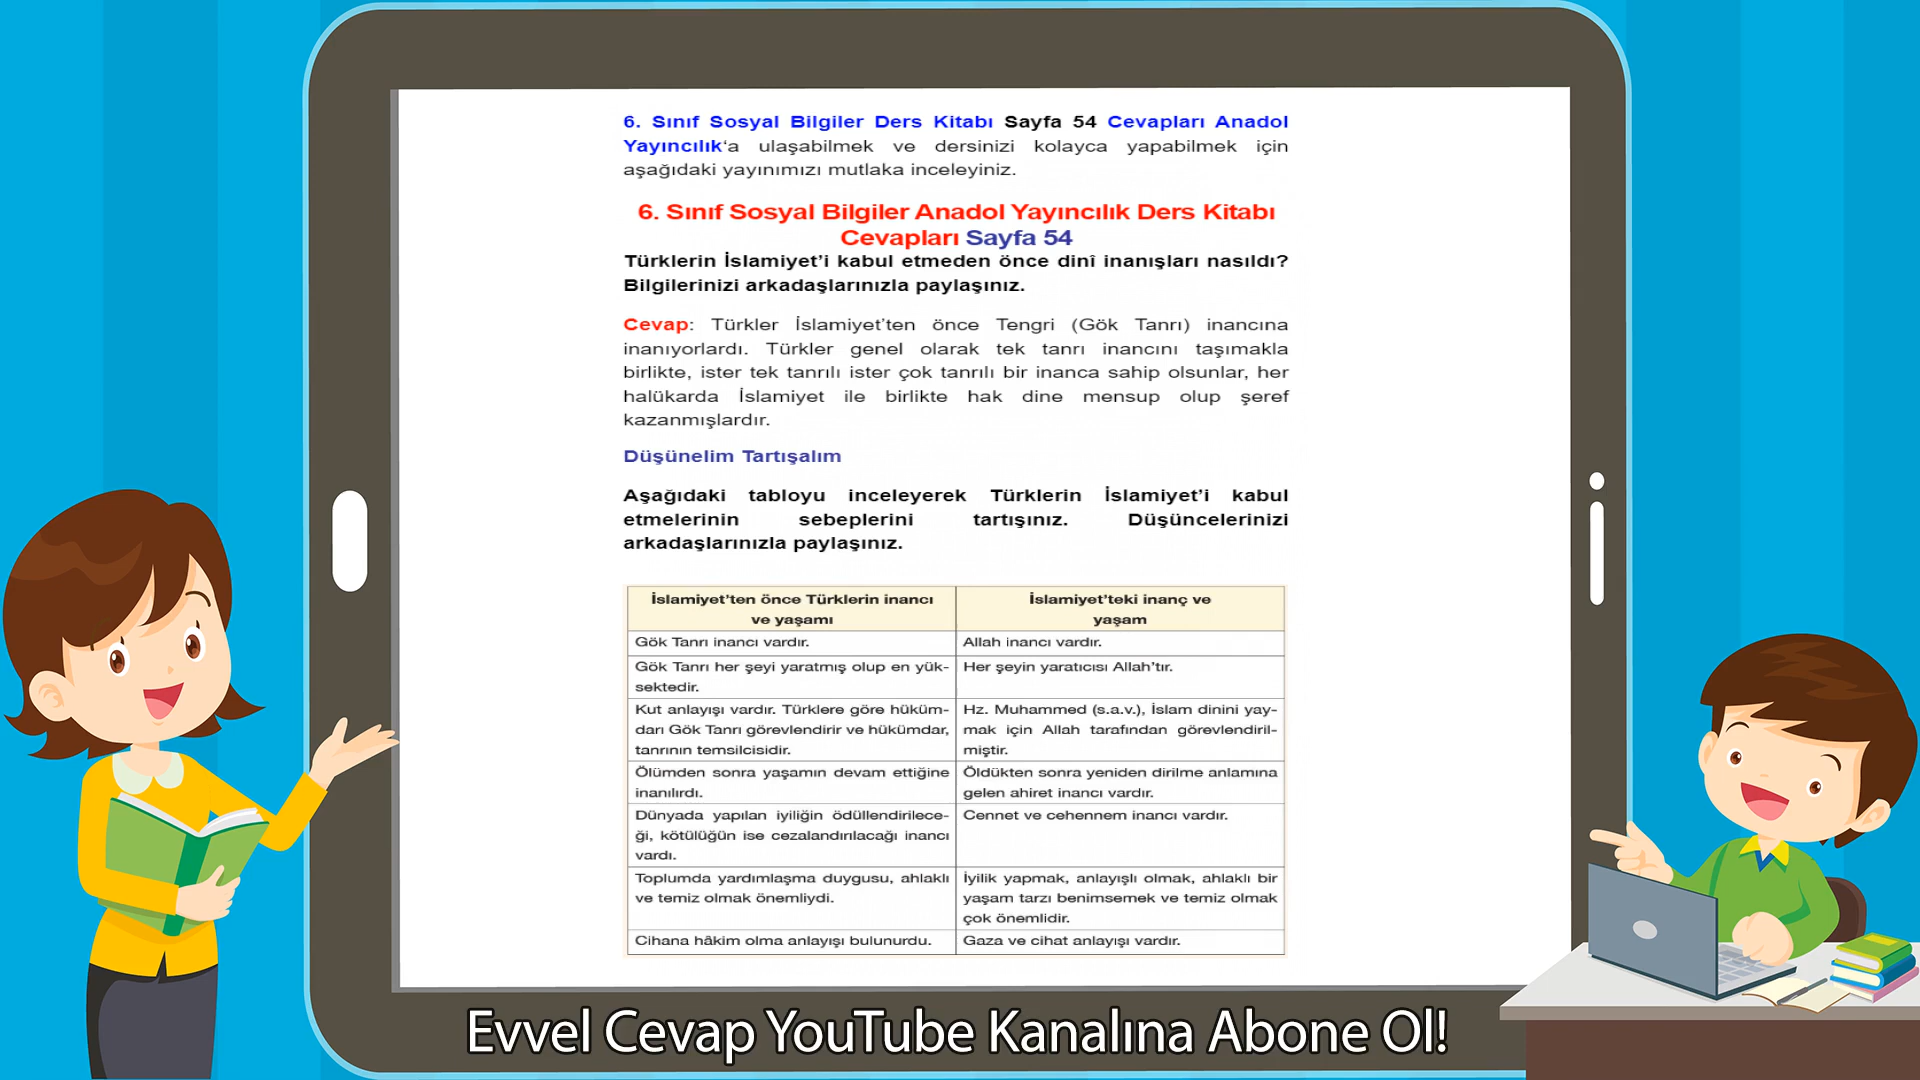 6. Sınıf Sosyal Bilgiler Ders Kitabı Sayfa 54 Cevapları Anadol
Yayıncılık‘a ulaşabilmek ve dersinizi kolayca yapabilmek için
aşağıdaki yayınımızı mutlaka inceleyiniz.
6. Sınıf Sosyal Bilgiler Anadol Yayıncılık Ders Kitabı
Cevapları Sayfa 54
Türklerin İslamiyet’i kabul etmeden önce dinî inanışları nasıldı?
Bilgilerinizi arkadaşlarınızla paylaşınız.
Cevap: Türkler İslamiyet’ten önce Tengri (Gök Tanrı) inancına
inanıyorlardı. Türkler genel olarak tek tanrı inancını taşımakla
birlikte, ister tek tanrılı ister çok tanrılı bir inanca sahip olsunlar, her
halükarda İslamiyet ile birlikte hak dine mensup olup şeref
kazanmışlardır.
Düşünelim Tartışalım
Aşağıdaki tabloyu inceleyerek Türklerin İslamiyet’i kabul
etmelerinin sebeplerini tartışınız. Düşüncelerinizi
arkadaşlarınızla paylaşınız.
İslamiyet’ten önce Türklerin inancı
ve yaşamı
İslamiyet’teki inanç ve
yaşam
Gök Tanrı inancı vardır.
Allah inancı vardır.
Gök Tanrı her şeyi yaratmış olup en yük-
sektedir.
Her şeyin yaratıcısı Allah’tır.
Kut anlayışı vardır. Türklere göre hüküm-
darı Gök Tanrı görevlendirir ve hükümdar,
tanrının temsilcisidir.
Hz. Muhammed (s.a.v.), İslam dinini yay-
mak için Allah tarafından görevlendiril-
miştir.
Ölümden sonra yaşamın devam ettiğine
inanılırdı.
Öldükten sonra yeniden dirilme anlamına
gelen ahiret inancı vardır.
Dünyada yapılan iyiliğin ödüllendirilece-
ği, kötülüğün ise cezalandırılacağı inancı
vardı.
Cennet ve cehennem inancı vardır.
Toplumda yardımlaşma duygusu, ahlaklı
ve temiz olmak önemliydi.
İyilik yapmak, anlayışlı olmak, ahlaklı bir
yaşam tarzı benimsemek ve temiz olmak
çok önemlidir.
Cihana hâkim olma anlayışı bulunurdu.
Gaza ve cihat anlayışı vardır.
Evvel Cevap YouTube Kanalına Abone Ol!